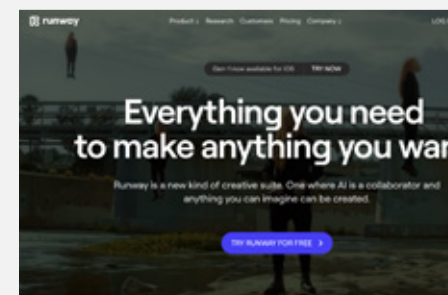 runway
Product Research Customers Pricing Company
LOG
Gen-1 now available for iOS TRY NOW
Everything you need
to make anything you wan
Runway is a new kind of creative suite. One where AI is a collaborator and
anything you can imagine can be created.
TRY RUNWAY FOR FREE >